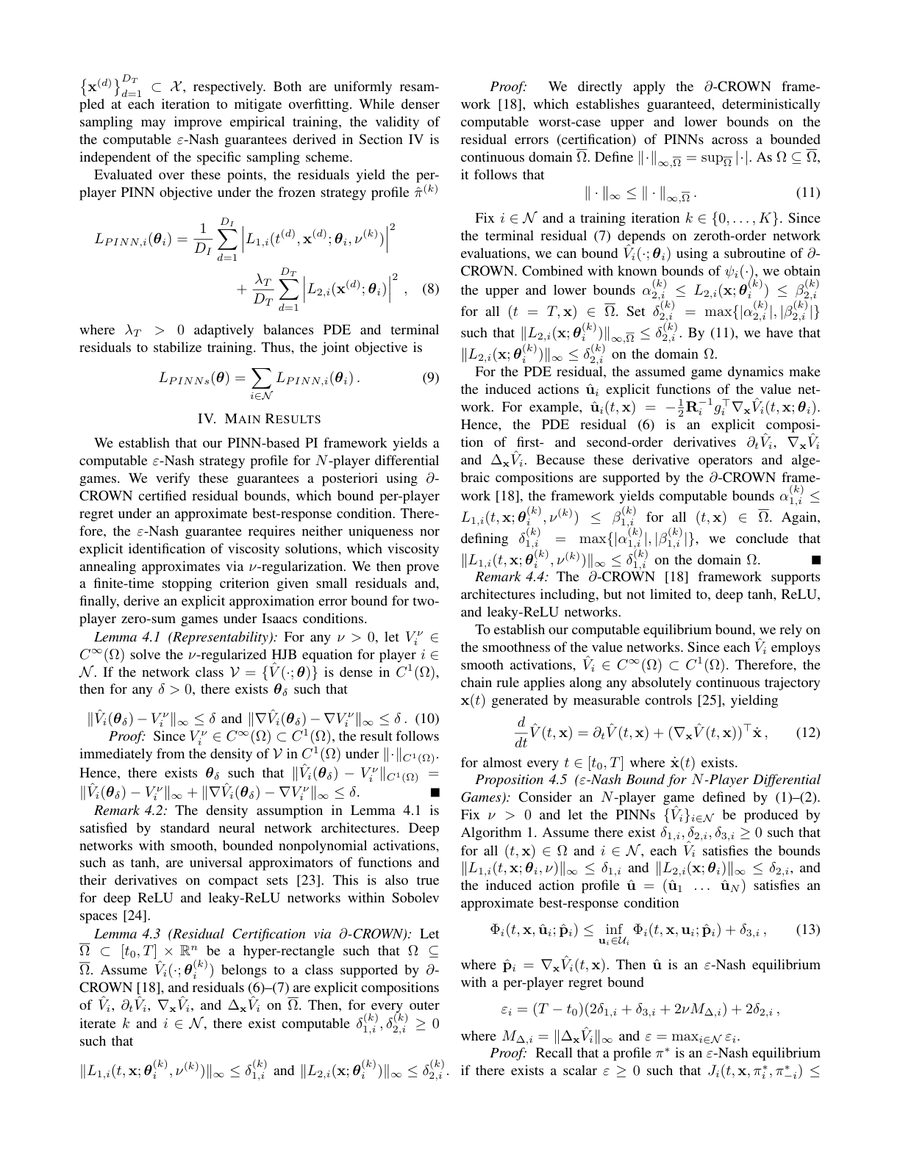 {x^(d)}_{d=1}^{D_T} ⊂ 𝒳, respectively. Both are uniformly resam-
pled at each iteration to mitigate overfitting. While denser
sampling may improve empirical training, the validity of
the computable ε-Nash guarantees derived in Section IV is
independent of the specific sampling scheme.
Evaluated over these points, the residuals yield the per-
player PINN objective under the frozen strategy profile π̂^(k)
L_{PINN,i}(θ_i) = 1/D_I ∑_{d=1}^{D_I} |L_{1,i}(t^(d), x^(d); θ_i, ν^(k))|^2
+ λ_T/D_T ∑_{d=1}^{D_T} |L_{2,i}(x^(d); θ_i)|^2 , (8)
where λ_T > 0 adaptively balances PDE and terminal
residuals to stabilize training. Thus, the joint objective is
L_{PINNs}(θ) = ∑_{i∈𝒩} L_{PINN,i}(θ_i) . (9)
IV. MAIN RESULTS
We establish that our PINN-based PI framework yields a
computable ε-Nash strategy profile for N-player differential
games. We verify these guarantees a posteriori using ∂-
CROWN certified residual bounds, which bound per-player
regret under an approximate best-response condition. There-
fore, the ε-Nash guarantee requires neither uniqueness nor
explicit identification of viscosity solutions, which viscosity
annealing approximates via ν-regularization. We then prove
a finite-time stopping criterion given small residuals and,
finally, derive an explicit approximation error bound for two-
player zero-sum games under Isaacs conditions.
Lemma 4.1 (Representability): For any ν > 0, let V_i^ν ∈
C^∞(Ω) solve the ν-regularized HJB equation for player i ∈
𝒩. If the network class 𝒱 = {V̂(·; θ)} is dense in C^1(Ω),
then for any δ > 0, there exists θ_δ such that
‖V̂_i(θ_δ) − V_i^ν‖_∞ ≤ δ and ‖∇V̂_i(θ_δ) − ∇V_i^ν‖_∞ ≤ δ . (10)
Proof: Since V_i^ν ∈ C^∞(Ω) ⊂ C^1(Ω), the result follows
immediately from the density of 𝒱 in C^1(Ω) under ‖·‖_{C^1(Ω)}.
Hence, there exists θ_δ such that ‖V̂_i(θ_δ) − V_i^ν‖_{C^1(Ω)} =
‖V̂_i(θ_δ) − V_i^ν‖_∞ + ‖∇V̂_i(θ_δ) − ∇V_i^ν‖_∞ ≤ δ. ■
Remark 4.2: The density assumption in Lemma 4.1 is
satisfied by standard neural network architectures. Deep
networks with smooth, bounded nonpolynomial activations,
such as tanh, are universal approximators of functions and
their derivatives on compact sets [23]. This is also true
for deep ReLU and leaky-ReLU networks within Sobolev
spaces [24].
Lemma 4.3 (Residual Certification via ∂-CROWN): Let
Ω̅ ⊂ [t_0, T] × ℝ^n be a hyper-rectangle such that Ω ⊆
Ω̅. Assume V̂_i(·; θ_i^(k)) belongs to a class supported by ∂-
CROWN [18], and residuals (6)–(7) are explicit compositions
of V̂_i, ∂_tV̂_i, ∇_xV̂_i, and Δ_xV̂_i on Ω̅. Then, for every outer
iterate k and i ∈ 𝒩, there exist computable δ_{1,i}^(k), δ_{2,i}^(k) ≥ 0
such that
‖L_{1,i}(t, x; θ_i^(k), ν^(k))‖_∞ ≤ δ_{1,i}^(k) and ‖L_{2,i}(x; θ_i^(k))‖_∞ ≤ δ_{2,i}^(k).
Proof: We directly apply the ∂-CROWN frame-
work [18], which establishes guaranteed, deterministically
computable worst-case upper and lower bounds on the
residual errors (certification) of PINNs across a bounded
continuous domain Ω̅. Define ‖·‖_{∞,Ω̅} = sup_Ω̅ |·|. As Ω ⊆ Ω̅,
it follows that
‖ · ‖_∞ ≤ ‖ · ‖_{∞,Ω̅} . (11)
Fix i ∈ 𝒩 and a training iteration k ∈ {0, . . . , K}. Since
the terminal residual (7) depends on zeroth-order network
evaluations, we can bound V̂_i(·; θ_i) using a subroutine of ∂-
CROWN. Combined with known bounds of ψ_i(·), we obtain
the upper and lower bounds α_{2,i}^(k) ≤ L_{2,i}(x; θ_i^(k)) ≤ β_{2,i}^(k)
for all (t = T, x) ∈ Ω̅. Set δ_{2,i}^(k) = max{|α_{2,i}^(k)|, |β_{2,i}^(k)|}
such that ‖L_{2,i}(x; θ_i^(k))‖_{∞,Ω̅} ≤ δ_{2,i}^(k). By (11), we have that
‖L_{2,i}(x; θ_i^(k))‖_∞ ≤ δ_{2,i}^(k) on the domain Ω.
For the PDE residual, the assumed game dynamics make
the induced actions û_i explicit functions of the value net-
work. For example, û_i(t, x) = −½R_i^{−1}g_i^⊤∇_xV̂_i(t, x; θ_i).
Hence, the PDE residual (6) is an explicit composi-
tion of first- and second-order derivatives ∂_tV̂_i, ∇_xV̂_i
and Δ_xV̂_i. Because these derivative operators and alge-
braic compositions are supported by the ∂-CROWN frame-
work [18], the framework yields computable bounds α_{1,i}^(k) ≤
L_{1,i}(t, x; θ_i^(k), ν^(k)) ≤ β_{1,i}^(k) for all (t, x) ∈ Ω̅. Again,
defining δ_{1,i}^(k) = max{|α_{1,i}^(k)|, |β_{1,i}^(k)|}, we conclude that
‖L_{1,i}(t, x; θ_i^(k), ν^(k))‖_∞ ≤ δ_{1,i}^(k) on the domain Ω. ■
Remark 4.4: The ∂-CROWN [18] framework supports
architectures including, but not limited to, deep tanh, ReLU,
and leaky-ReLU networks.
To establish our computable equilibrium bound, we rely on
the smoothness of the value networks. Since each V̂_i employs
smooth activations, V̂_i ∈ C^∞(Ω) ⊂ C^1(Ω). Therefore, the
chain rule applies along any absolutely continuous trajectory
x(t) generated by measurable controls [25], yielding
d/dt V̂(t, x) = ∂_tV̂(t, x) + (∇_xV̂(t, x))^⊤ẋ , (12)
for almost every t ∈ [t_0, T] where ẋ(t) exists.
Proposition 4.5 (ε-Nash Bound for N-Player Differential
Games): Consider an N-player game defined by (1)–(2).
Fix ν > 0 and let the PINNs {V̂_i}_{i∈𝒩} be produced by
Algorithm 1. Assume there exist δ_{1,i}, δ_{2,i}, δ_{3,i} ≥ 0 such that
for all (t, x) ∈ Ω and i ∈ 𝒩, each V̂_i satisfies the bounds
‖L_{1,i}(t, x; θ_i, ν)‖_∞ ≤ δ_{1,i} and ‖L_{2,i}(x; θ_i)‖_∞ ≤ δ_{2,i}, and
the induced action profile û = (û_1 . . . û_N) satisfies an
approximate best-response condition
Φ_i(t, x, û_i; p̂_i) ≤ inf_{u_i∈𝒰_i} Φ_i(t, x, u_i; p̂_i) + δ_{3,i} , (13)
where p̂_i = ∇_xV̂_i(t, x). Then û is an ε-Nash equilibrium
with a per-player regret bound
ε_i = (T − t_0)(2δ_{1,i} + δ_{3,i} + 2νM_{Δ,i}) + 2δ_{2,i} ,
where M_{Δ,i} = ‖Δ_xV̂_i‖_∞ and ε = max_{i∈𝒩} ε_i.
Proof: Recall that a profile π* is an ε-Nash equilibrium
if there exists a scalar ε ≥ 0 such that J_i(t, x, π_i^*, π_{−i}^*) ≤